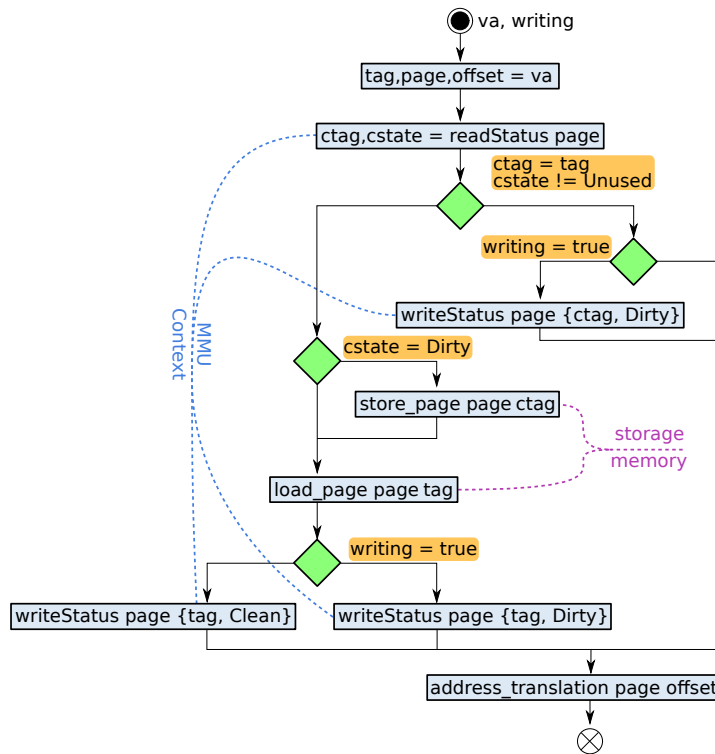 va, writing
tag,page,offset = va
ctag,cstate = readStatus page
ctag = tag
cstate != Unused
writing = true
writeStatus page {ctag, Dirty}
MMU
Context
cstate = Dirty
store_page page ctag
storage
memory
load_page page tag
writing = true
writeStatus page {tag, Clean}
writeStatus page {tag, Dirty}
address_translation page offset